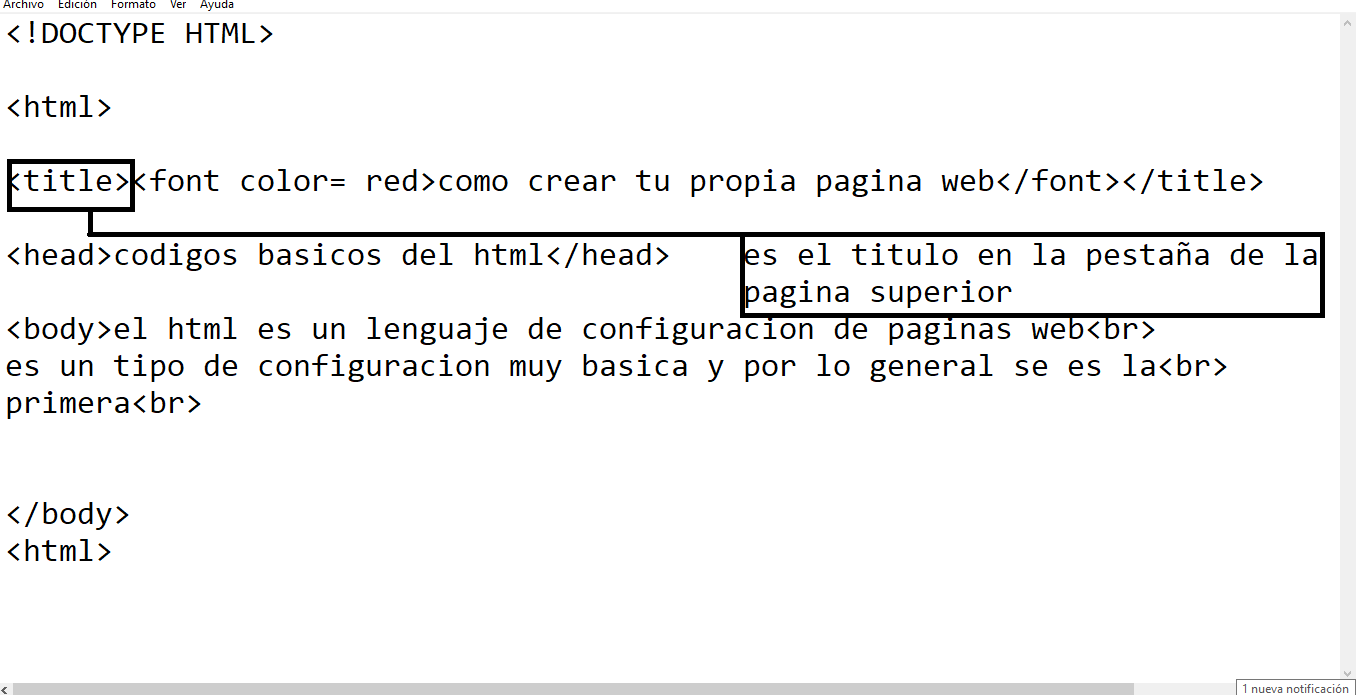 Archivo Edición Formato Ver Ayuda
<!DOCTYPE HTML>
<html>
<title><font color= red>como crear tu propia pagina web</font></title>
<head>codigos basicos del html</head>
es el titulo en la pestaña de la
pagina superior
<body>el html es un lenguaje de configuracion de paginas web<br>
es un tipo de configuracion muy basica y por lo general se es la<br>
primera<br>
</body>
<html>
1 nueva notificación